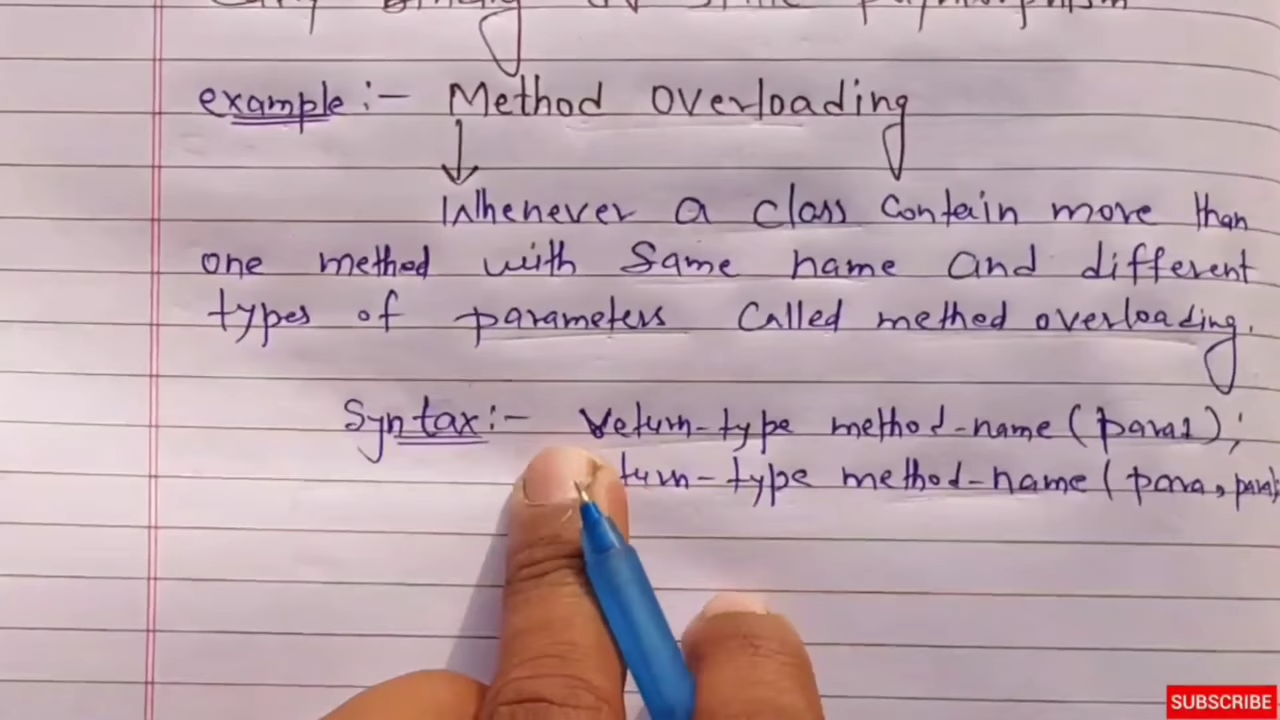 example:- Method overloading
Whenever a class contain more than
one method with same name and different
types of parameters called method overloading.
Syntax:- return-type method-name (para1);
turn-type method-name (para, para);
SUBSCRIBE